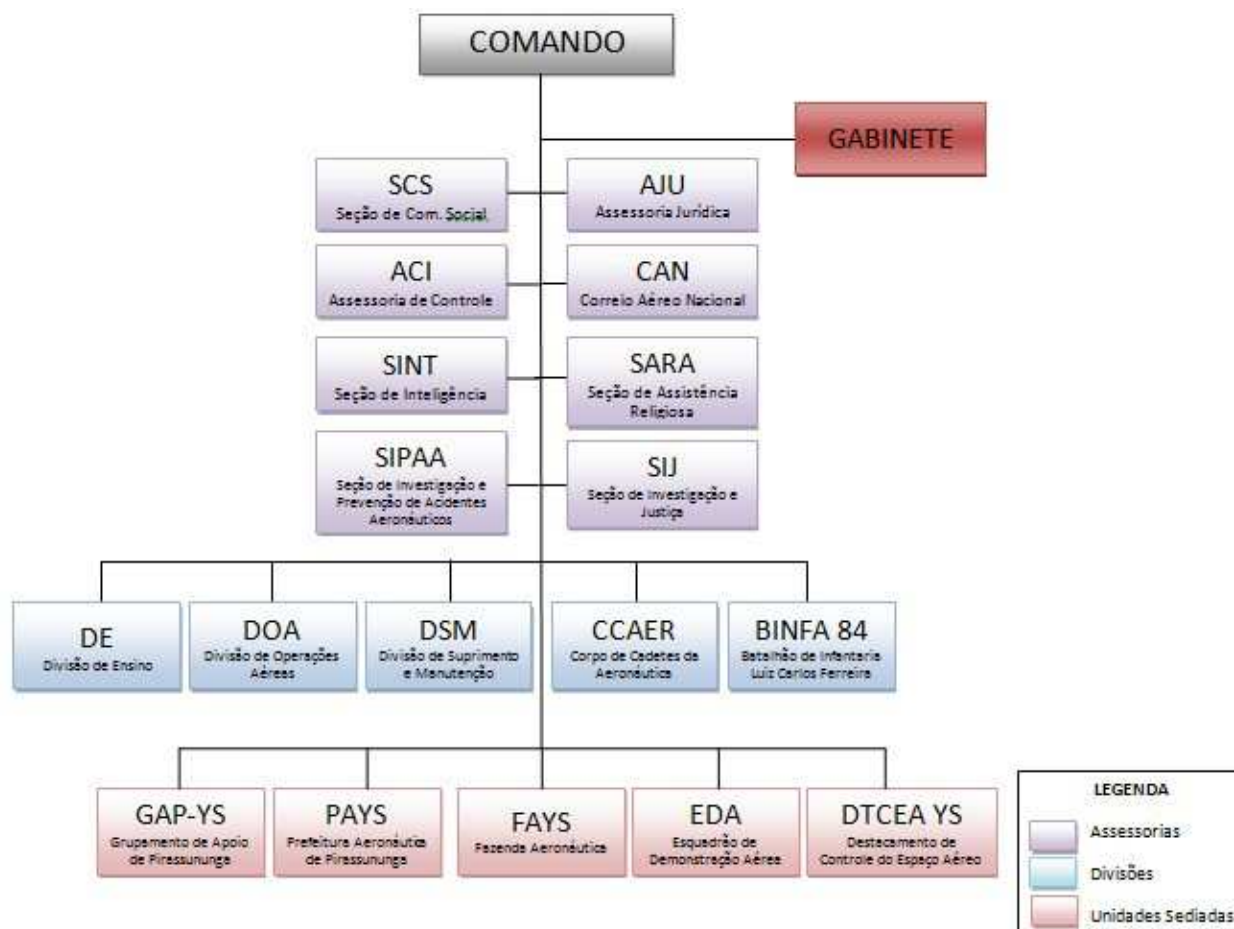 COMANDO
GABINETE
SCS
Seção de Com. Social
AJU
Assessoria Jurídica
ACI
Assessoria de Controle
CAN
Correio Aéreo Nacional
SINT
Seção de Inteligência
SARA
Seção de Assistência
Religiosa
SIPAA
Seção de Investigação e
Prevenção de Acidentes
Aeronáuticos
SIJ
Seção de Investigação e
Justiça
DE
Divisão de Ensino
DOA
Divisão de Operações
Aéreas
DSM
Divisão de Suprimento
e Manutenção
CCAER
Corpo de Cadetes da
Aeronáutica
BINFA 84
Batalhão de Infantaria
Luiz Carlos Ferreira
GAP-YS
Grupamento de Apoio
de Pirassununga
PAYS
Prefeitura Aeronáutica
de Pirassununga
FAYS
Fazenda Aeronáutica
EDA
Esquadrão de
Demonstração Aérea
DTCEA YS
Destacamento de
Controle do Espaço Aéreo
LEGENDA
Assessorias
Divisões
Unidades Sediadas